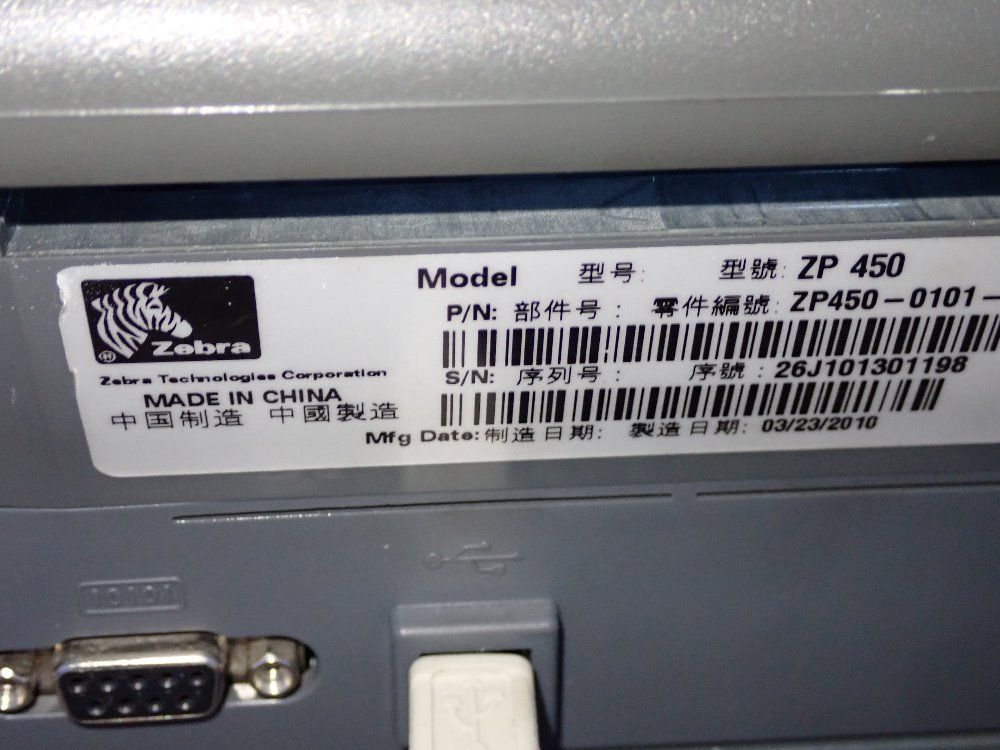 Zebra
®
Zebra Technologies Corporation
MADE IN CHINA
中国制造 中國製造
Model 型号: 型號: ZP 450
P/N: 部件号: 零件編號: ZP450-0101-
S/N: 序列号: 序號: 26J101301198
Mfg Date: 制造日期: 製造日期: 03/23/2010
10101